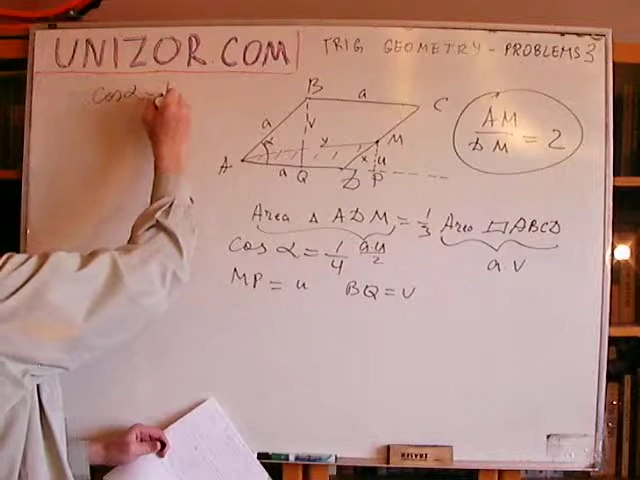 UNIZOR.COM
TRIG GEOMETRY - PROBLEMS 3
cosα =
B
a
C
a
v
α
y
M
x
u
A
a
Q
D
P
AM/DM = 2
Area △ ADM = 1/3 Area ▱ABCD
cos α = 1/4
a.u/2
a.v
MP = u
BQ = v